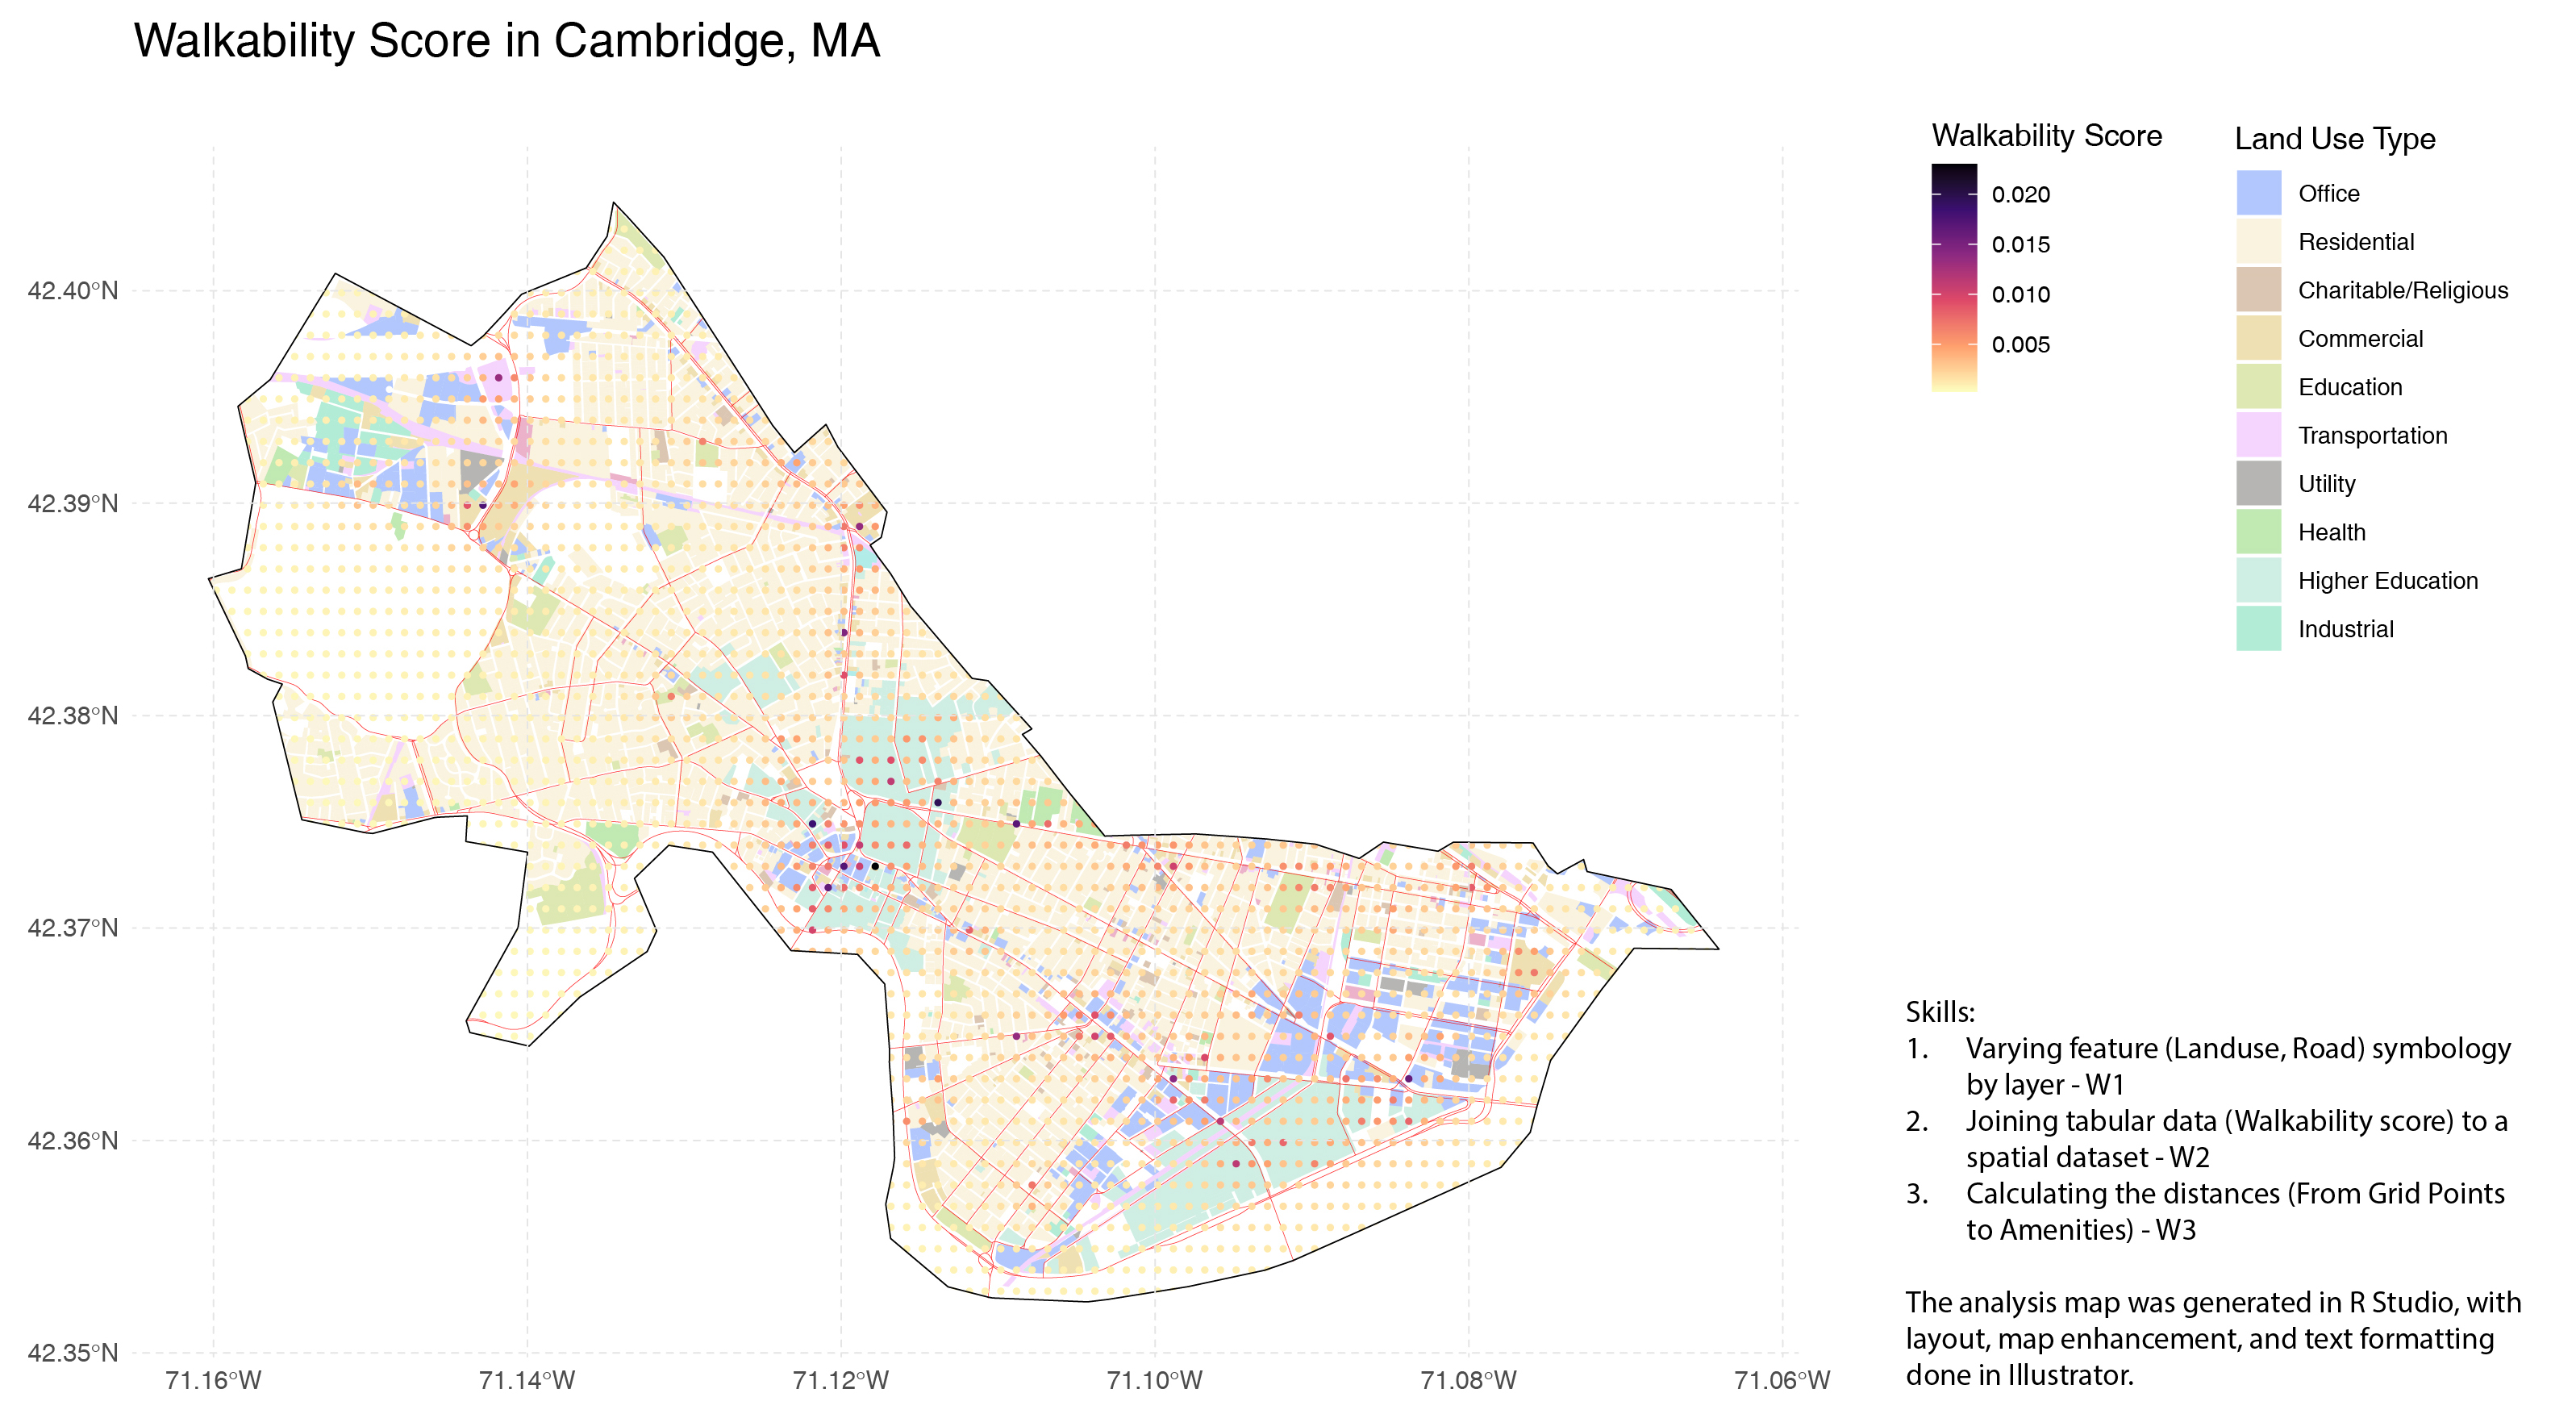 Walkability Score in Cambridge, MA
Walkability Score
0.020
0.015
0.010
0.005
Land Use Type
Office
Residential
Charitable/Religious
Commercial
Education
Transportation
Utility
Health
Higher Education
Industrial
42.40°N
42.39°N
42.38°N
42.37°N
42.36°N
42.35°N
71.16°W
71.14°W
71.12°W
71.10°W
71.08°W
71.06°W
Skills:
1. Varying feature (Landuse, Road) symbology
by layer - W1
2. Joining tabular data (Walkability score) to a
spatial dataset - W2
3. Calculating the distances (From Grid Points
to Amenities) - W3
The analysis map was generated in R Studio, with
layout, map enhancement, and text formatting
done in Illustrator.